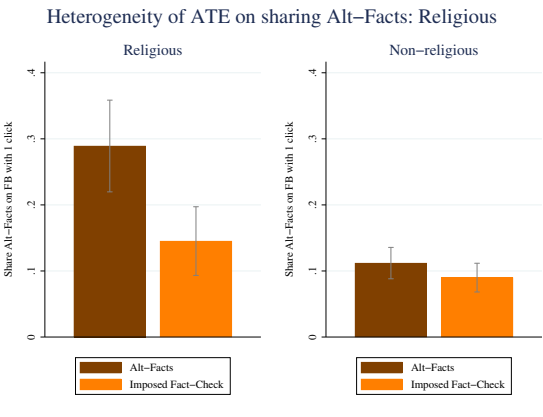 Heterogeneity of ATE on sharing Alt−Facts: Religious
Religious
Share Alt−Facts on FB with 1 click
.4
.3
.2
.1
0
Alt−Facts
Imposed Fact−Check
Non−religious
Share Alt−Facts on FB with 1 click
.4
.3
.2
.1
0
Alt−Facts
Imposed Fact−Check